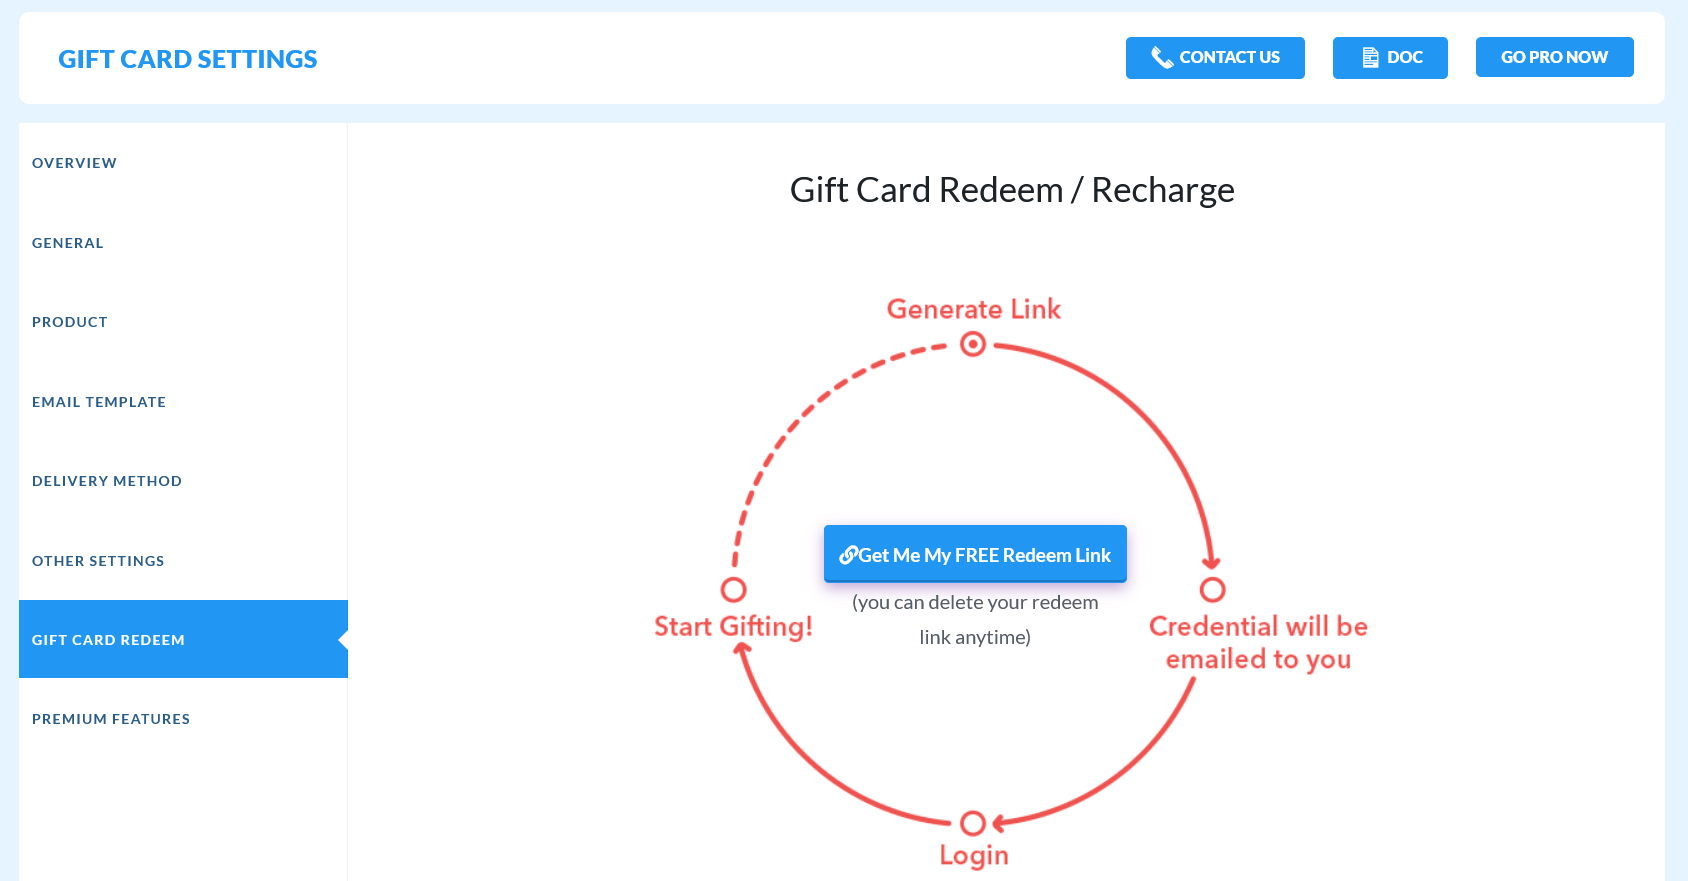 GIFT CARD SETTINGS
CONTACT US
DOC
GO PRO NOW
OVERVIEW
GENERAL
PRODUCT
EMAIL TEMPLATE
DELIVERY METHOD
OTHER SETTINGS
GIFT CARD REDEEM
PREMIUM FEATURES
Gift Card Redeem / Recharge
Generate Link
Get Me My FREE Redeem Link
(you can delete your redeem
link anytime)
Start Gifting!
Credential will be
emailed to you
Login